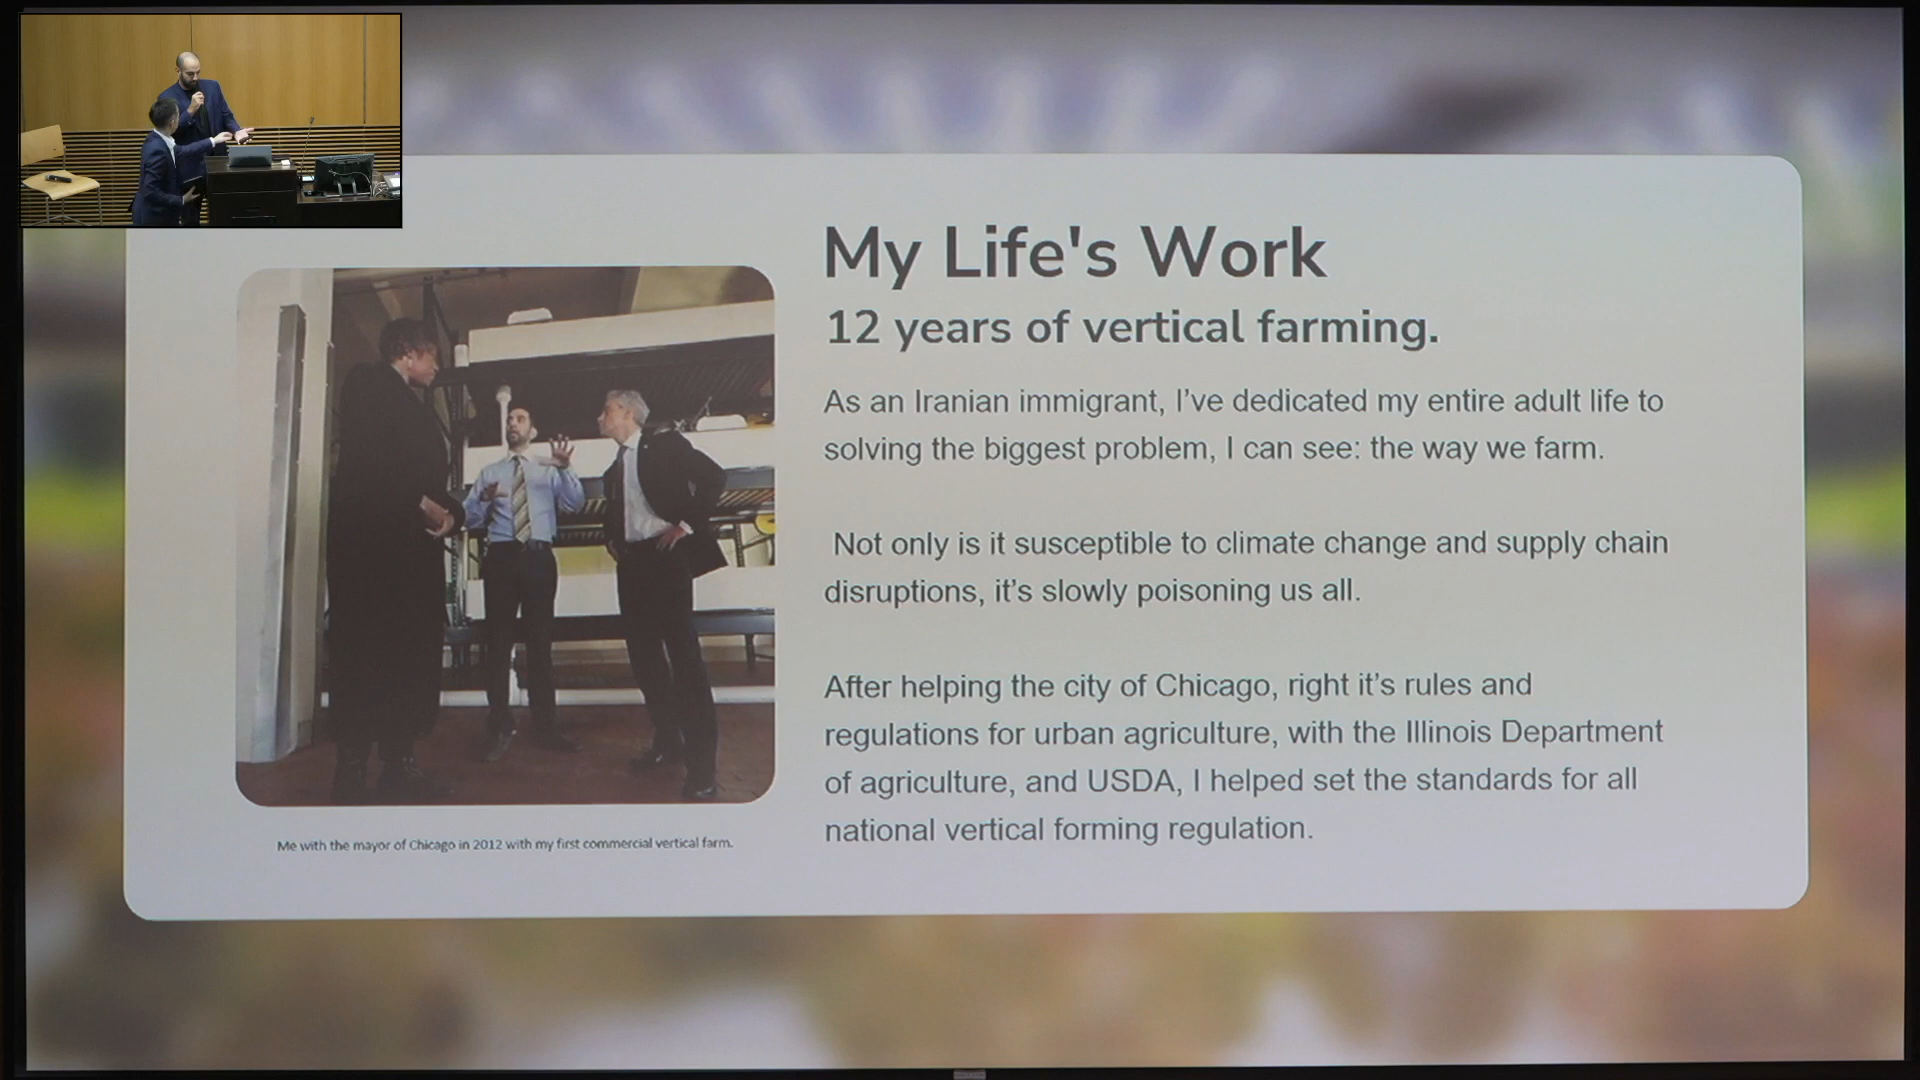 My Life's Work
12 years of vertical farming.
As an Iranian immigrant, I've dedicated my entire adult life to
solving the biggest problem, I can see: the way we farm.
Not only is it susceptible to climate change and supply chain
disruptions, it's slowly poisoning us all.
After helping the city of Chicago, right it's rules and
regulations for urban agriculture, with the Illinois Department
of agriculture, and USDA, I helped set the standards for all
national vertical forming regulation.
Me with the mayor of Chicago in 2012 with my first commercial vertical farm.